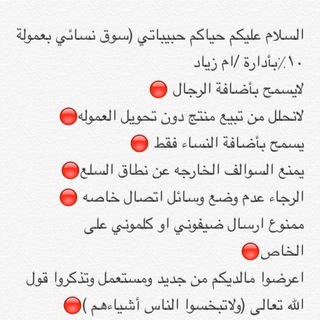 السلام عليكم حياكم حبيباتي (سوق نسائي بعمولة
١٠٪بأدارة /ام زياد
لايسمح بأضافة الرجال 🔴
لانحلل من تبيع منتج دون تحويل العموله🔴
يسمح بأضافة النساء فقط 🔴
يمنع السوالف الخارجه عن نطاق السلع🔴
الرجاء عدم وضع وسائل اتصال خاصه 🔴
ممنوع ارسال ضيفوني او كلموني على
الخاص🔴
اعرضوا مالديكم من جديد ومستعمل وتذكروا قول
الله تعالى (ولاتبخسوا الناس أشياءهم )🔴